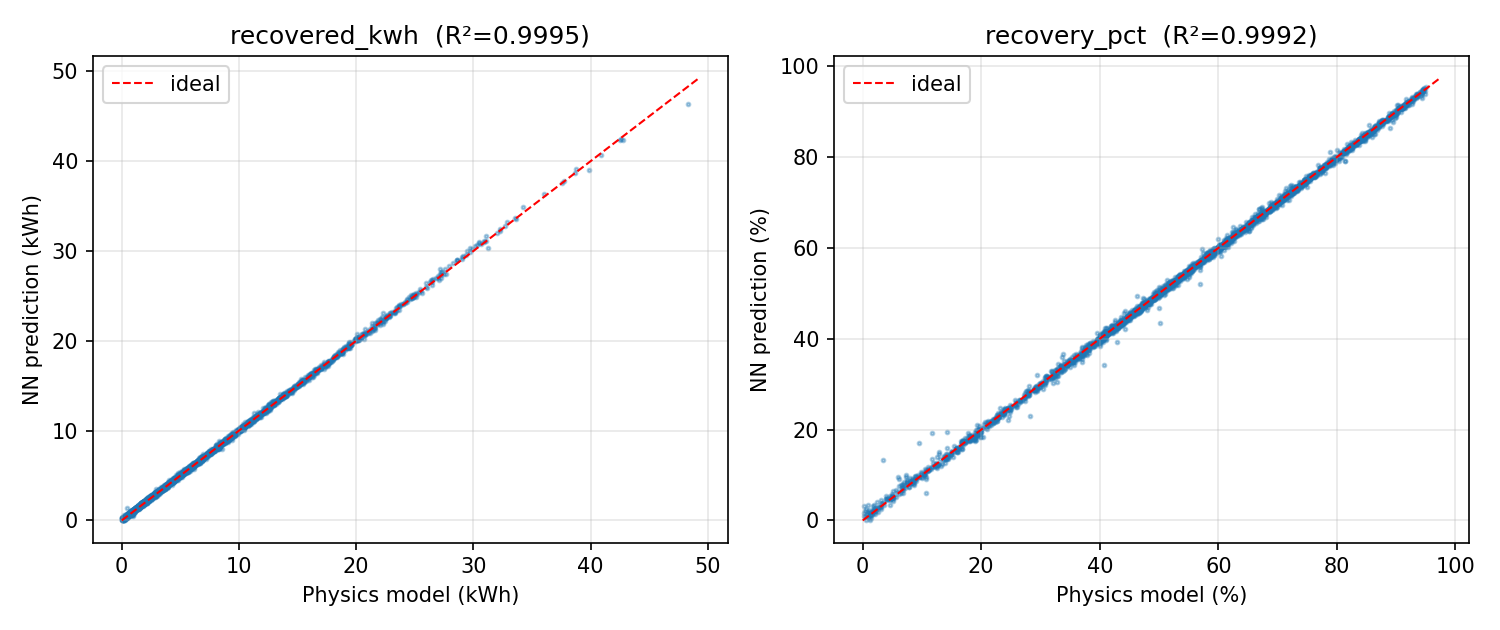 recovered_kwh (R²=0.9995)
ideal
50
40
30
20
10
0
NN prediction (kWh)
0 10 20 30 40 50
Physics model (kWh)
recovery_pct (R²=0.9992)
ideal
100
80
60
40
20
0
NN prediction (%)
0 20 40 60 80 100
Physics model (%)